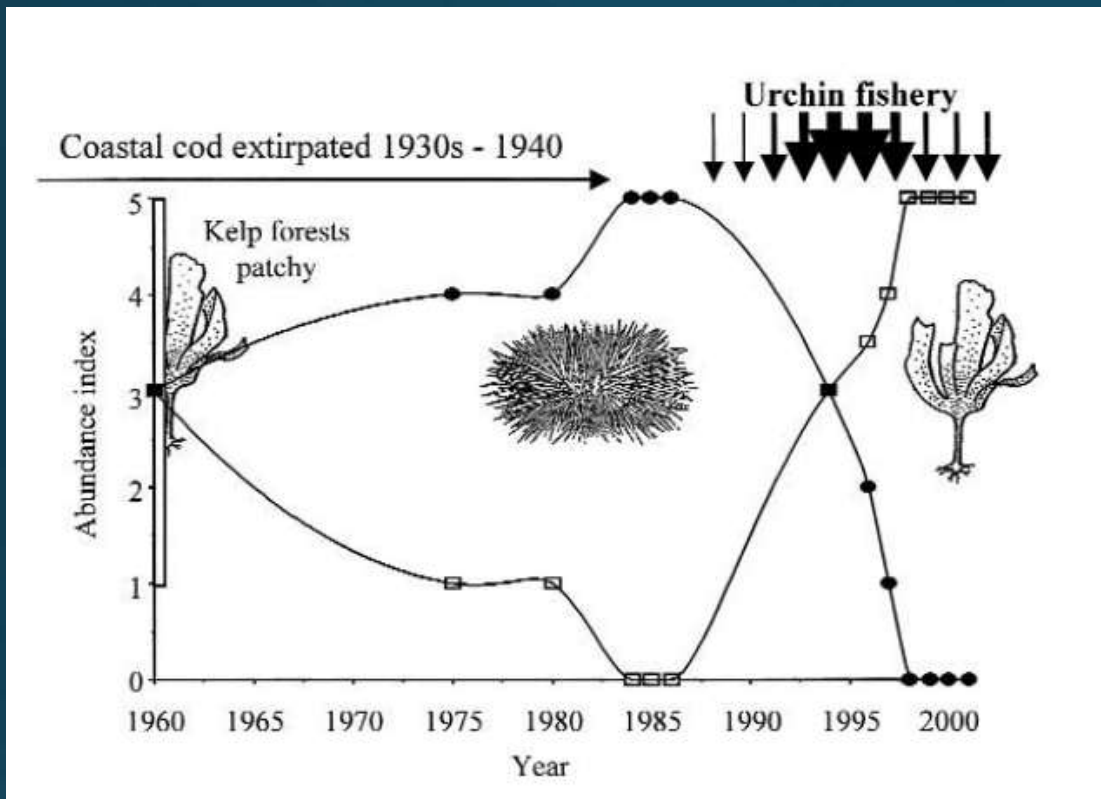 Urchin fishery
Coastal cod extirpated 1930s - 1940
Kelp forests
patchy
Abundance index
5
4
3
2
1
0
1960 1965 1970 1975 1980 1985 1990 1995 2000
Year